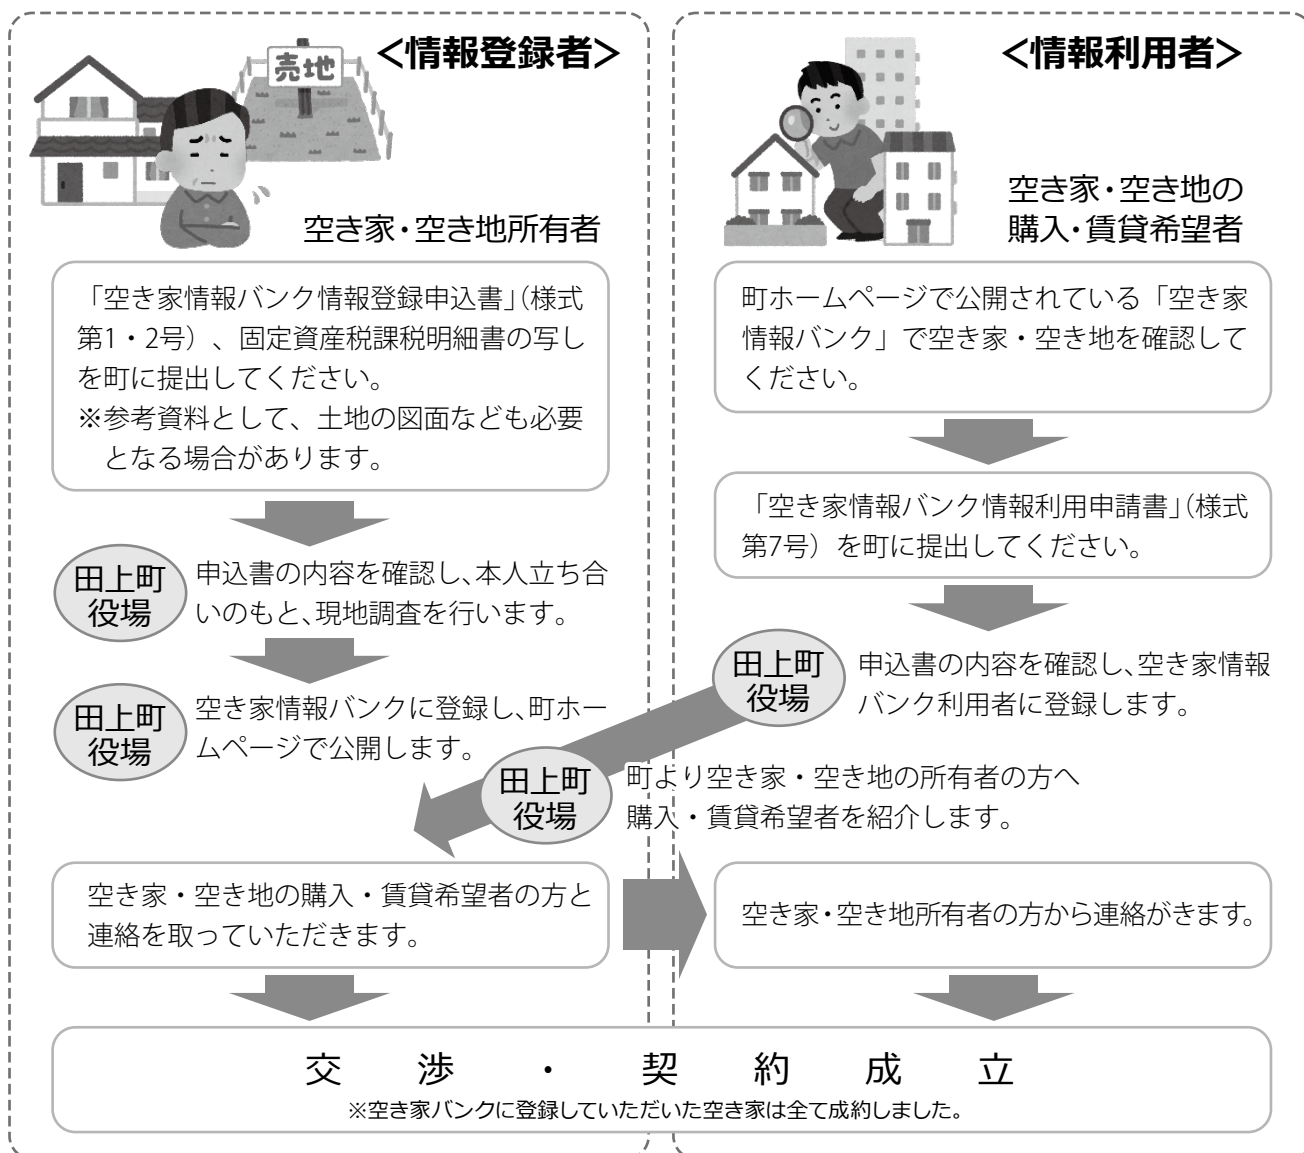 <情報登録者>
売地
空き家・空き地所有者
「空き家情報バンク情報登録申込書」(様式
第1・2号）、固定資産税課税明細書の写し
を町に提出してください。
※参考資料として、土地の図面なども必要
となる場合があります。
田上町
役場
申込書の内容を確認し、本人立ち合
いのもと、現地調査を行います。
田上町
役場
空き家情報バンクに登録し、町ホー
ムページで公開します。
<情報利用者>
空き家・空き地の
購入・賃貸希望者
町ホームページで公開されている「空き家
情報バンク」で空き家・空き地を確認して
ください。
「空き家情報バンク情報利用申請書」(様式
第7号）を町に提出してください。
田上町
役場
申込書の内容を確認し、空き家情報
バンク利用者に登録します。
田上町
役場
町より空き家・空き地の所有者の方へ
購入・賃貸希望者を紹介します。
空き家・空き地の購入・賃貸希望者の方と
連絡を取っていただきます。
空き家・空き地所有者の方から連絡がきます。
交渉・契約成立
※空き家バンクに登録していただいた空き家は全て成約しました。